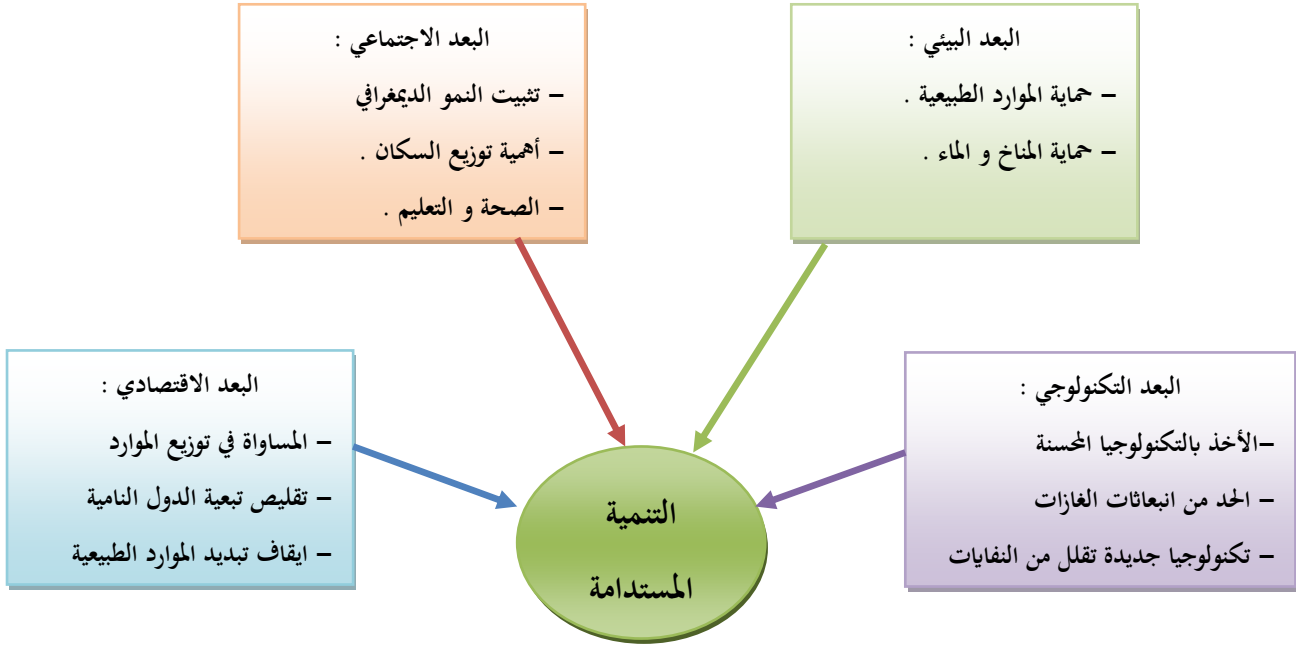 البعد البيئي :
– حماية الموارد الطبيعية .
– حماية المناخ و الماء .
البعد الاجتماعي :
– تثبيت النمو الديمغرافي
– أهمية توزيع السكان .
– الصحة و التعليم .
البعد التكنولوجي :
–الأخذ بالتكنولوجيا المحسنة
– الحد من انبعاثات الغازات
– تكنولوجيا جديدة تقلل من النفايات
البعد الاقتصادي :
– المساواة في توزيع الموارد
– تقليص تبعية الدول النامية
– ايقاف تبديد الموارد الطبيعية
التنمية
المستدامة